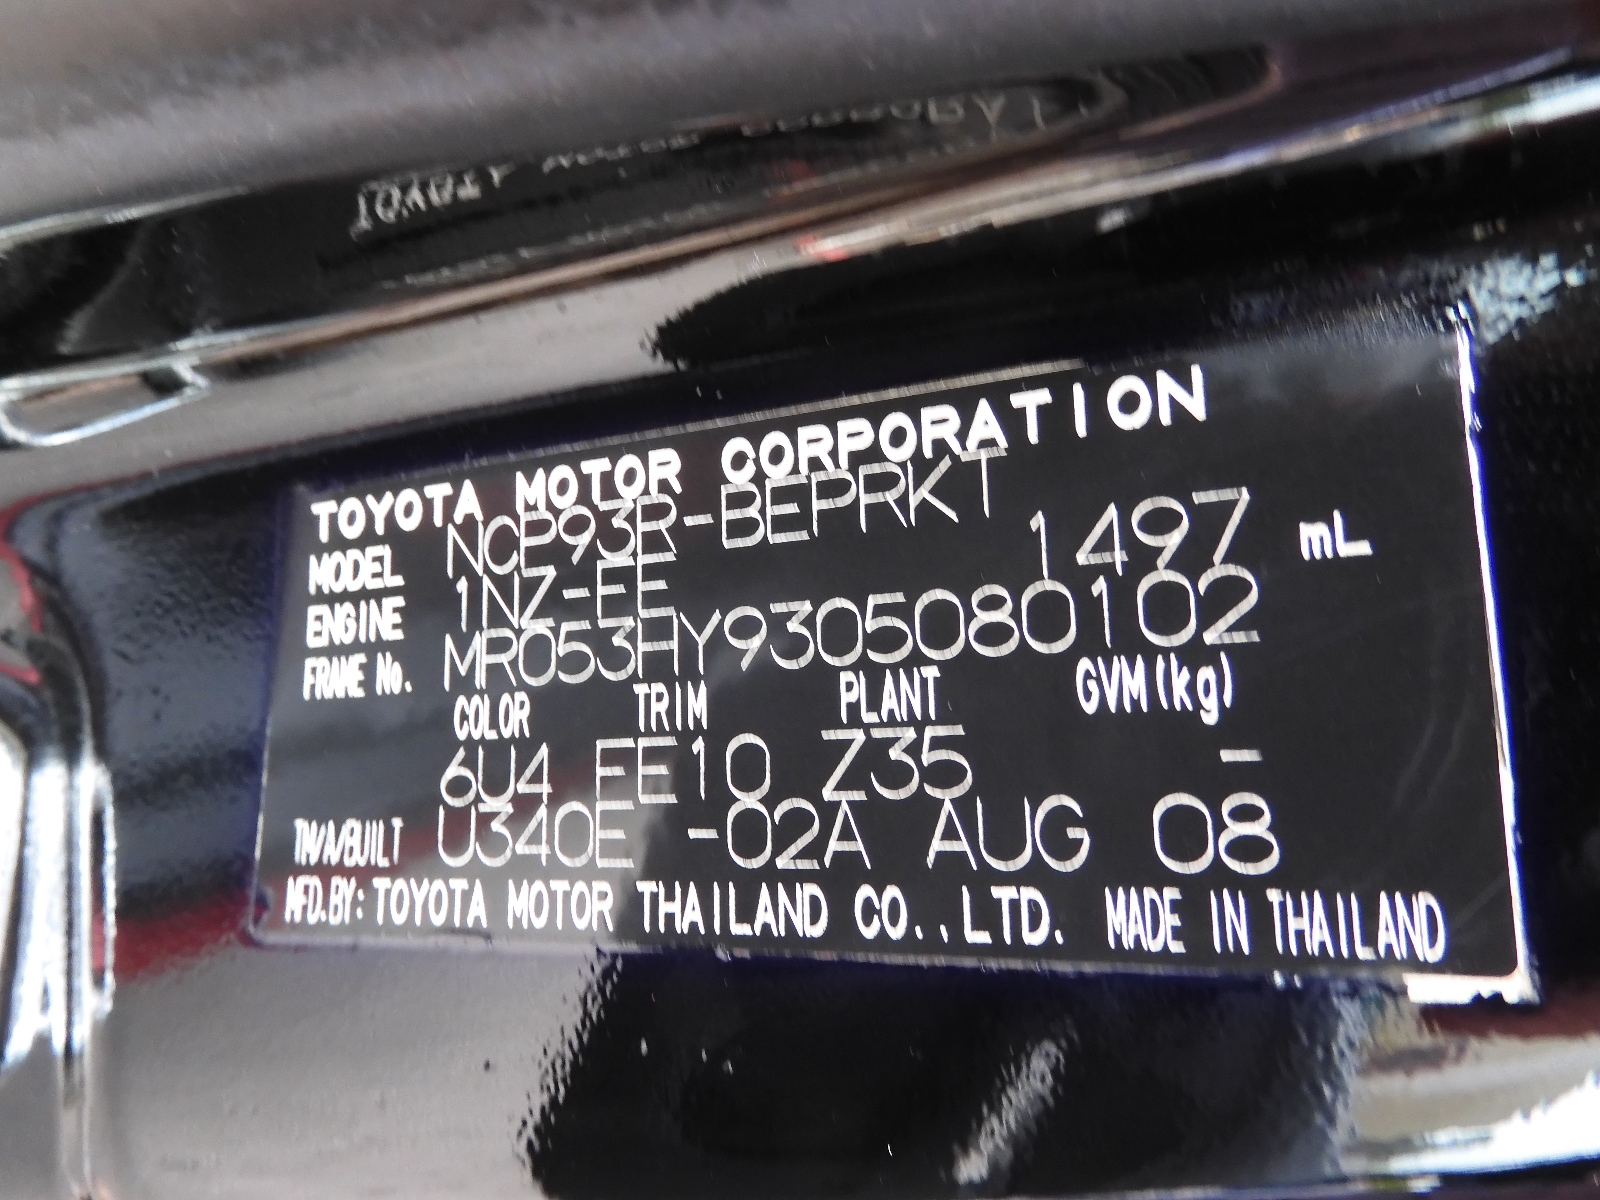 TOYOTA MOTOR CORPORATION
MODEL NCP93R-BEPRKT
ENGINE 1NZ-FE 1497 mL
FRAME No. MR053HY9305080102
COLOR TRIM PLANT GVM(kg)
6U4 FE10 Z35 -
TM/A/BUILT U340E -02A AUG 08
MFD.BY: TOYOTA MOTOR THAILAND CO.,LTD. MADE IN THAILAND